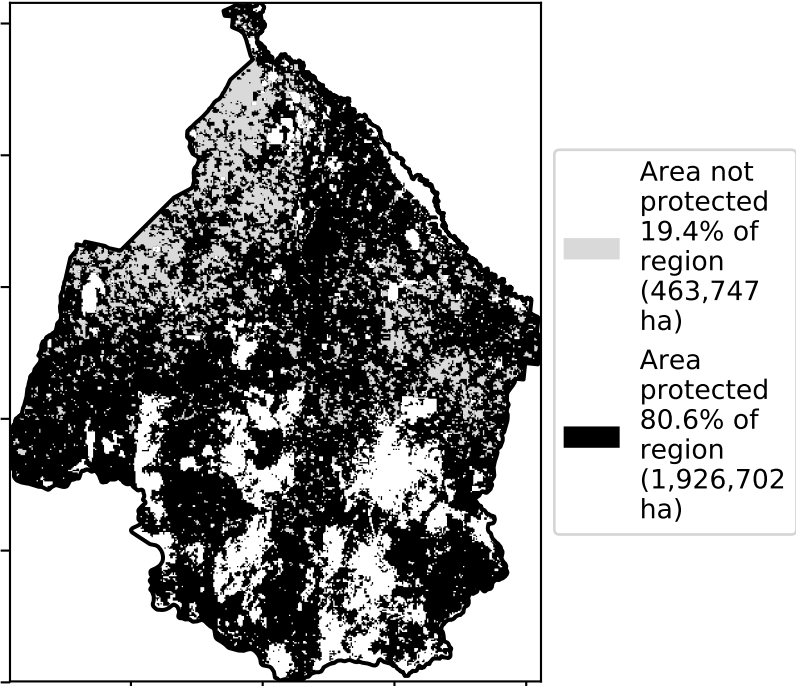 Area not
protected
19.4% of
region
(463,747
ha)
Area
protected
80.6% of
region
(1,926,702
ha)